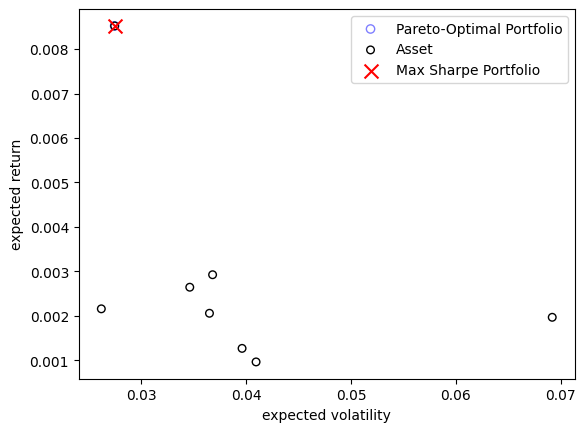 Pareto-Optimal Portfolio
Asset
Max Sharpe Portfolio
expected return
0.008
0.007
0.006
0.005
0.004
0.003
0.002
0.001
0.03 0.04 0.05 0.06 0.07
expected volatility